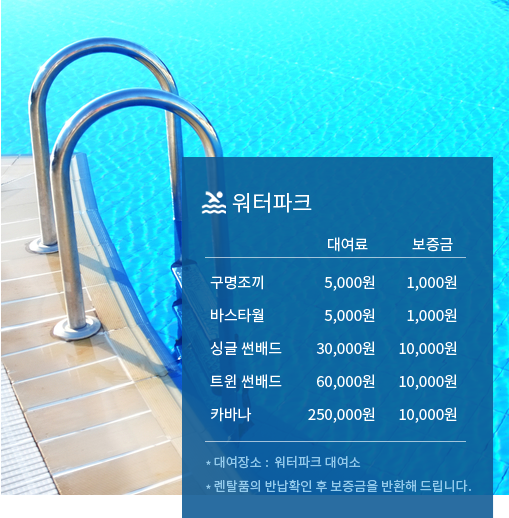 워터파크
대여료 보증금
구명조끼 5,000원 1,000원
바스타월 5,000원 1,000원
싱글 썬배드 30,000원 10,000원
트윈 썬배드 60,000원 10,000원
카바나 250,000원 10,000원
* 대여장소 : 워터파크 대여소
* 렌탈품의 반납확인 후 보증금을 반환해 드립니다.